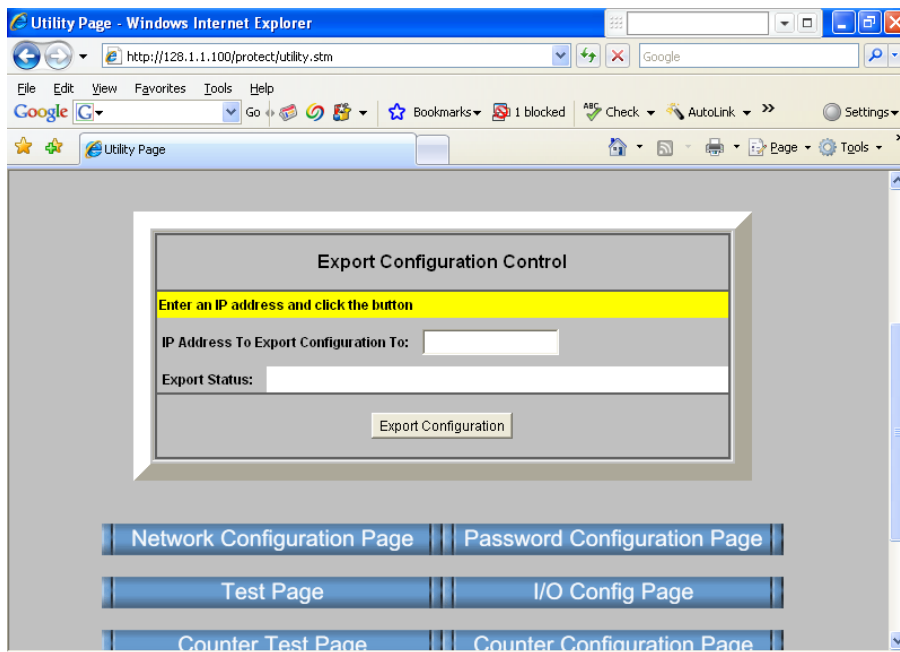 Utility Page - Windows Internet Explorer
http://128.1.1.100/protect/utility.stm
Google
File Edit View Favorites Tools Help
Google G Go Bookmarks 1 blocked ABC Check AutoLink >> Settings
Utility Page
Page Tools
Export Configuration Control
Enter an IP address and click the button
IP Address To Export Configuration To:
Export Status:
Export Configuration
Network Configuration Page Password Configuration Page
Test Page I/O Config Page
Counter Test Page Counter Configuration Page